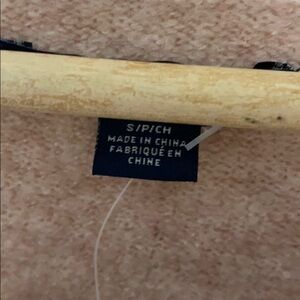 S/P/CH
MADE IN CHINA
FABRIQUÉ EN
CHINE